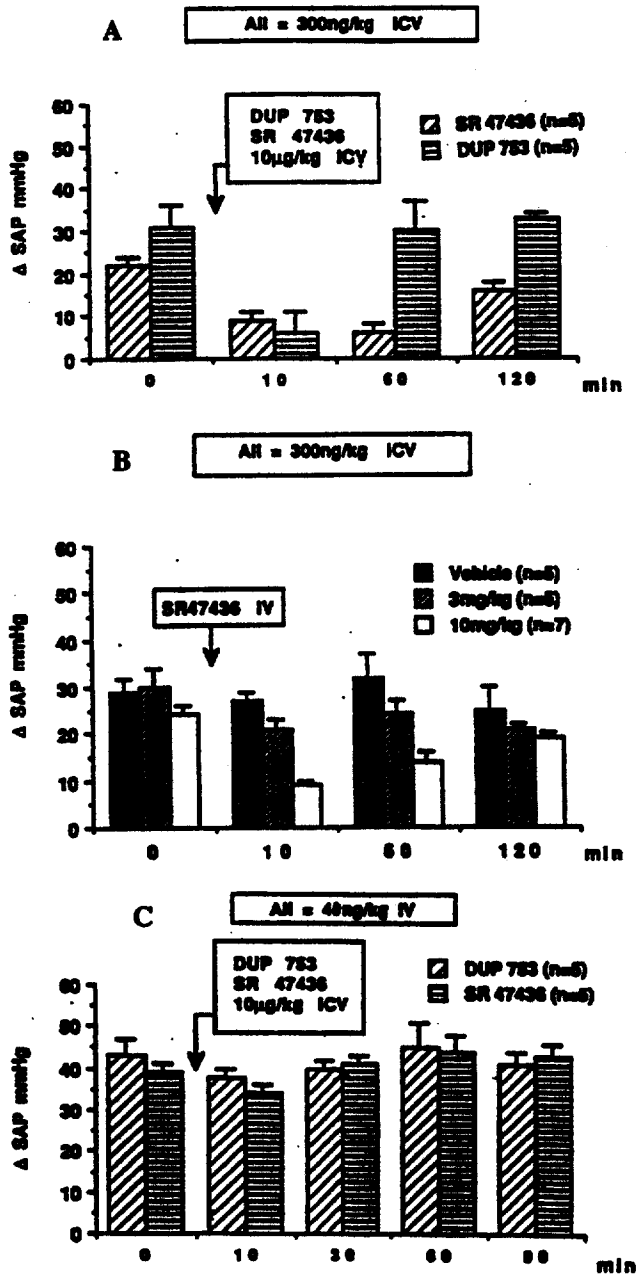 A
AII = 300ng/kg ICV
DUP 753
SR 47436
10µg/kg ICV
SR 47436 (n=5)
DUP 753 (n=5)
Δ SAP mmHg
60
50
40
30
20
10
0
0 10 60 120 min
B
AII = 300ng/kg ICV
SR47436 IV
Vehicle (n=5)
3mg/kg (n=5)
10mg/kg (n=7)
Δ SAP mmHg
60
50
40
30
20
10
0
0 10 60 120 min
C
AII = 40ng/kg IV
DUP 753
SR 47436
10µg/kg ICV
DUP 753 (n=5)
SR 47436 (n=5)
Δ SAP mmHg
60
50
40
30
20
10
0
0 10 30 60 90 min